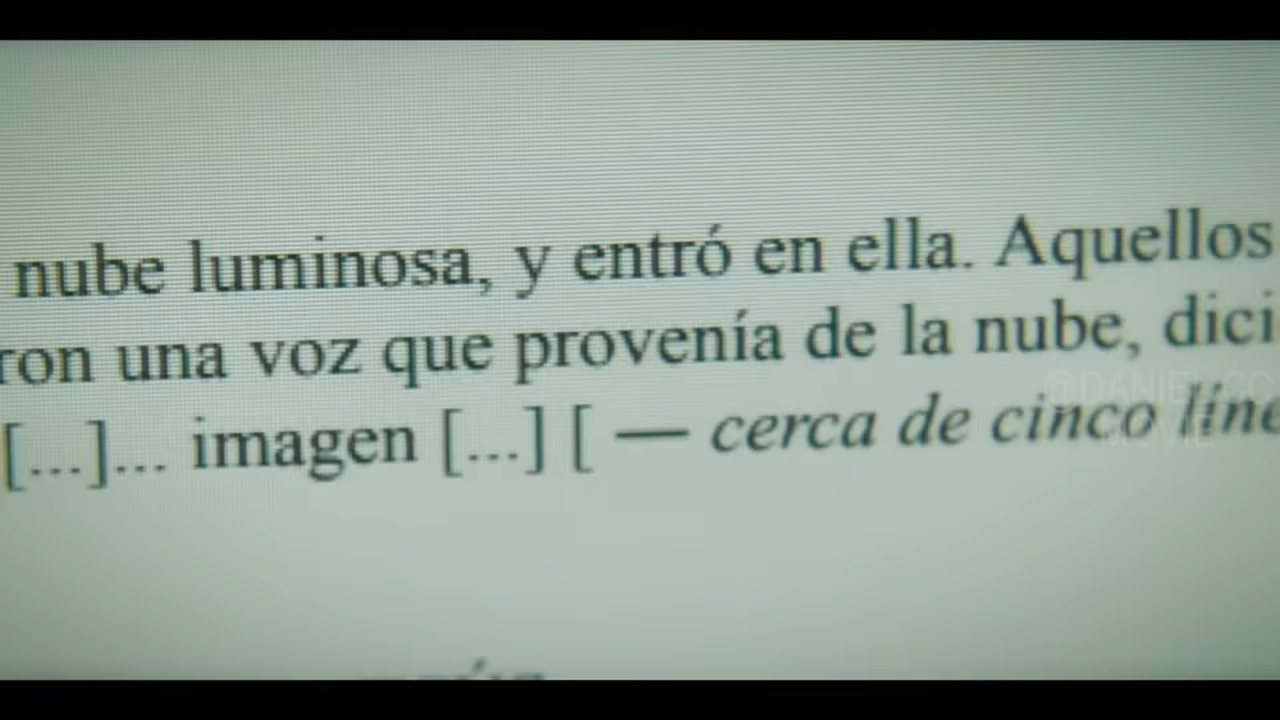 nube luminosa, y entró en ella. Aquellos
ron una voz que provenía de la nube, dici
[...]... imagen [...] [ — cerca de cinco líne